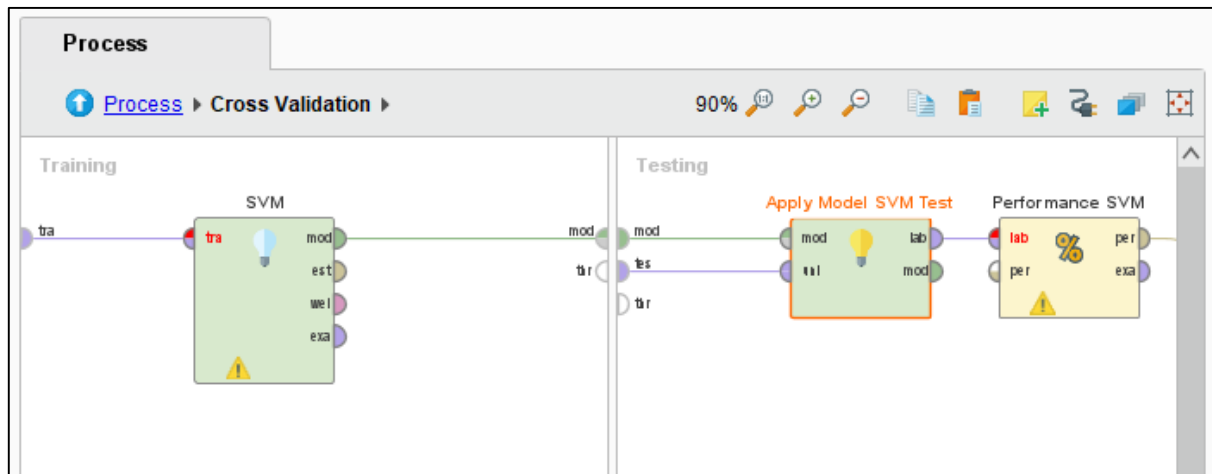 Process
Process Cross Validation
90%
Training
SVM
tra
tra
mod
est
wei
exa
mod
thr
Testing
Apply Model SVM Test
Performance SVM
mod
tes
thr
mod
unl
lab
mod
lab
per
per
exa
%